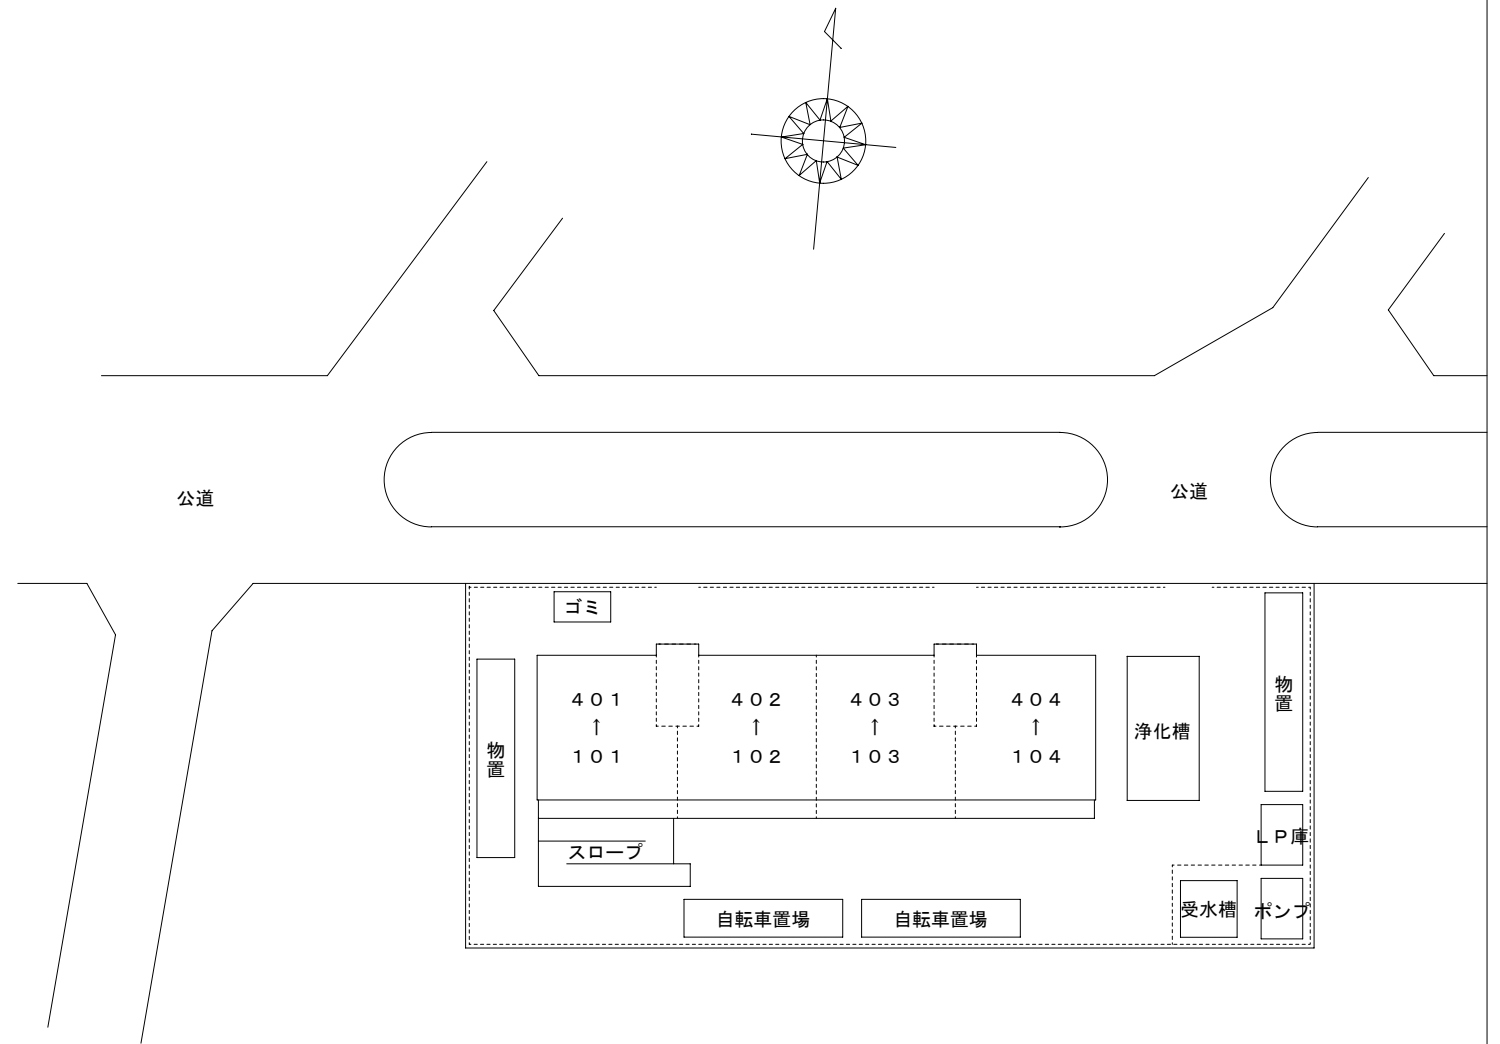 公道
公道
ゴミ
401
402
403
404
↑
↑
↑
↑
101
102
103
104
物置
浄化槽
物置
スロープ
LP庫
自転車置場
自転車置場
受水槽
ポンプ